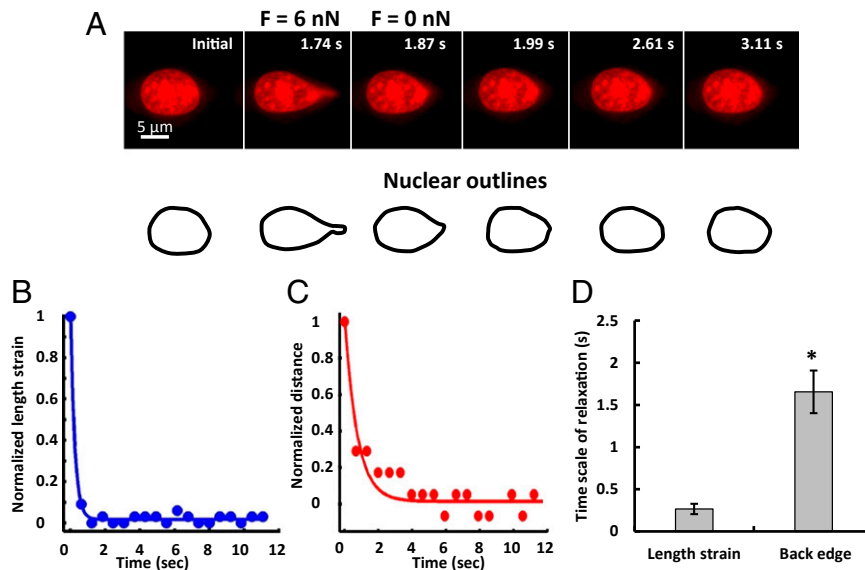 A
F = 6 nN
F = 0 nN
Initial
1.74 s
1.87 s
1.99 s
2.61 s
3.11 s
5 µm
Nuclear outlines
B
Normalized length strain
1
0.8
0.6
0.4
0.2
0
0 2 4 6 8 10 12
Time (sec)
C
Normalized distance
1
0.8
0.6
0.4
0.2
0
0 2 4 6 8 10 12
Time (sec)
D
Time scale of relaxation (s)
2.5
2
1.5
1
0.5
0
*
Length strain
Back edge